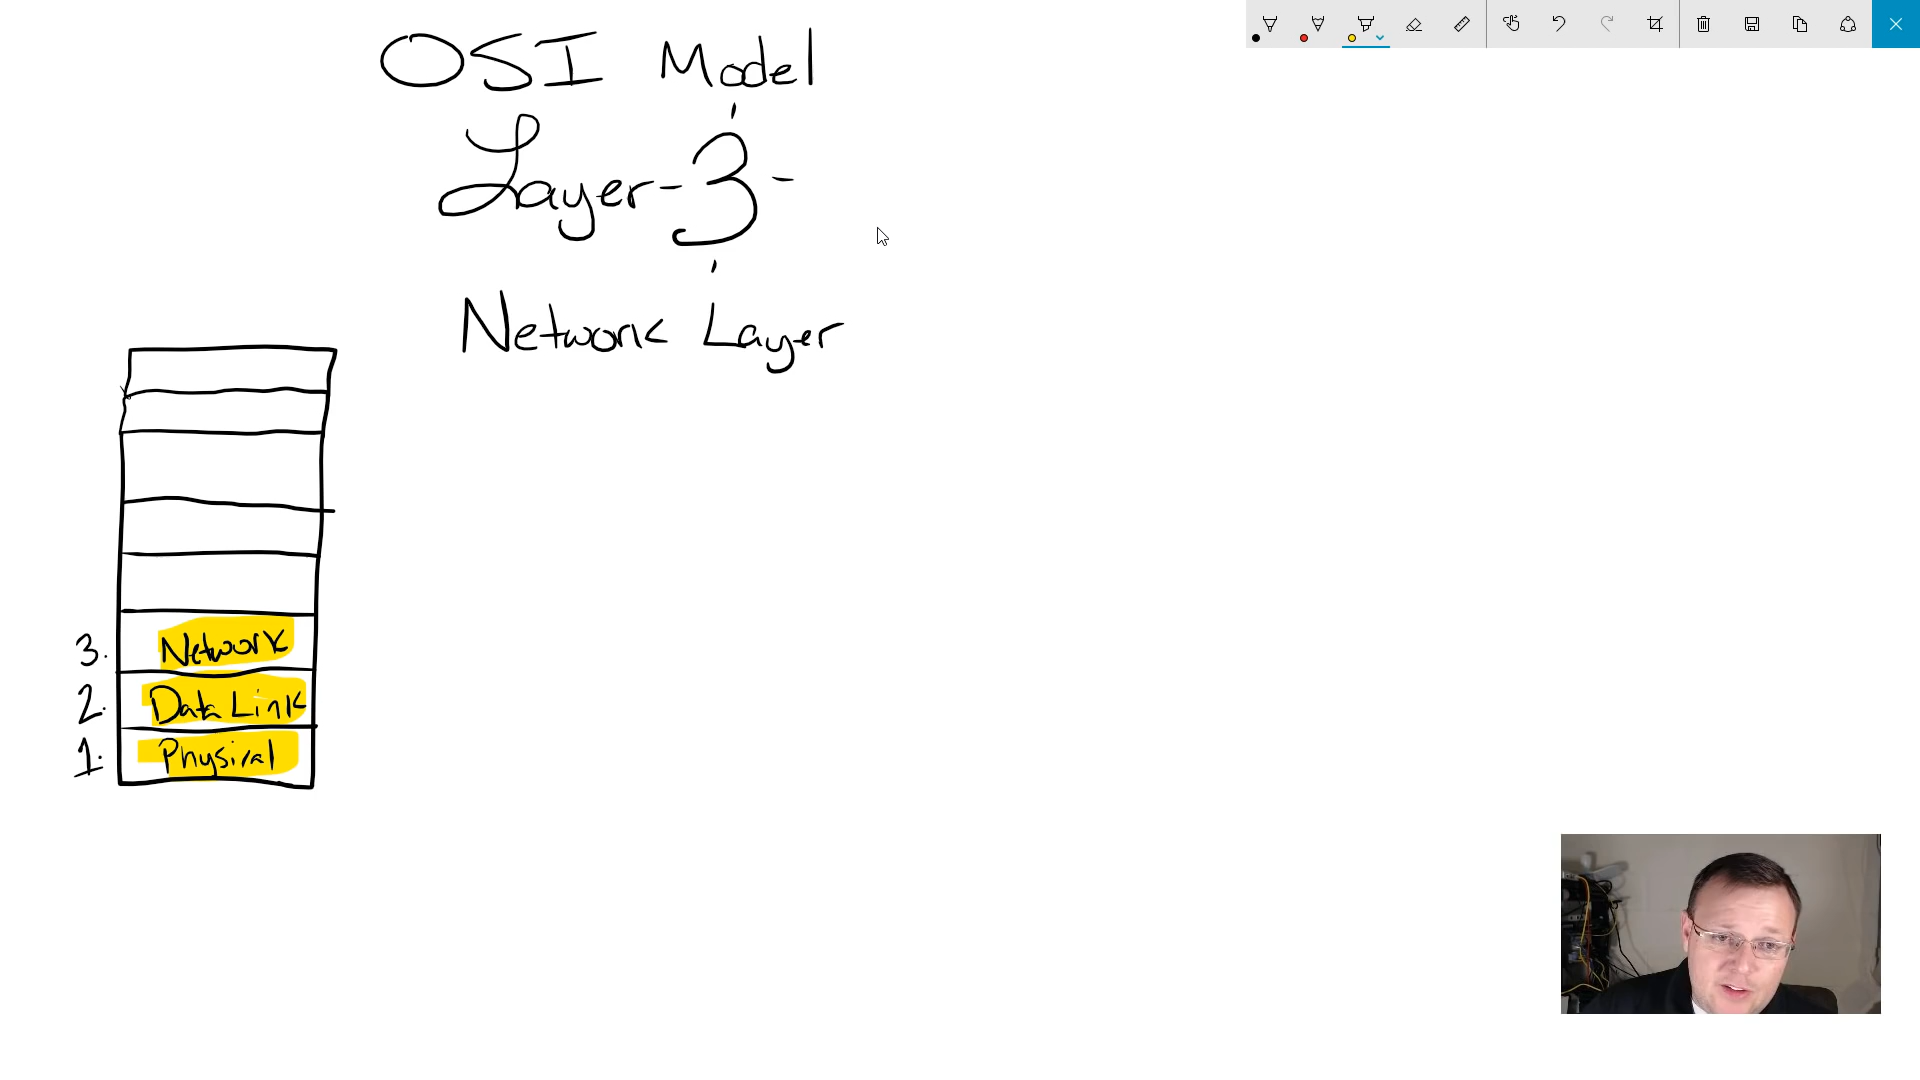 OSI Model
Layer-3-
Network Layer
3. Network
2. Data Link
1. Physical